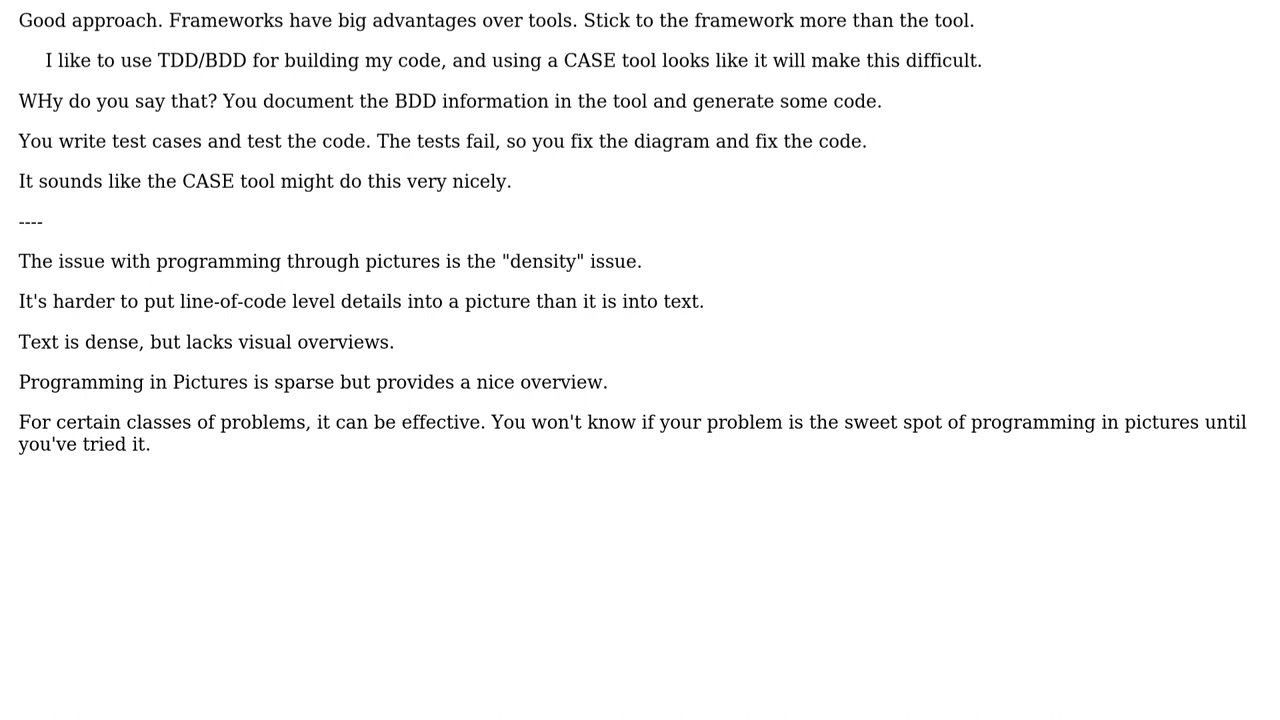 Good approach. Frameworks have big advantages over tools. Stick to the framework more than the tool.
I like to use TDD/BDD for building my code, and using a CASE tool looks like it will make this difficult.
WHy do you say that? You document the BDD information in the tool and generate some code.
You write test cases and test the code. The tests fail, so you fix the diagram and fix the code.
It sounds like the CASE tool might do this very nicely.
----
The issue with programming through pictures is the "density" issue.
It's harder to put line-of-code level details into a picture than it is into text.
Text is dense, but lacks visual overviews.
Programming in Pictures is sparse but provides a nice overview.
For certain classes of problems, it can be effective. You won't know if your problem is the sweet spot of programming in pictures until
you've tried it.